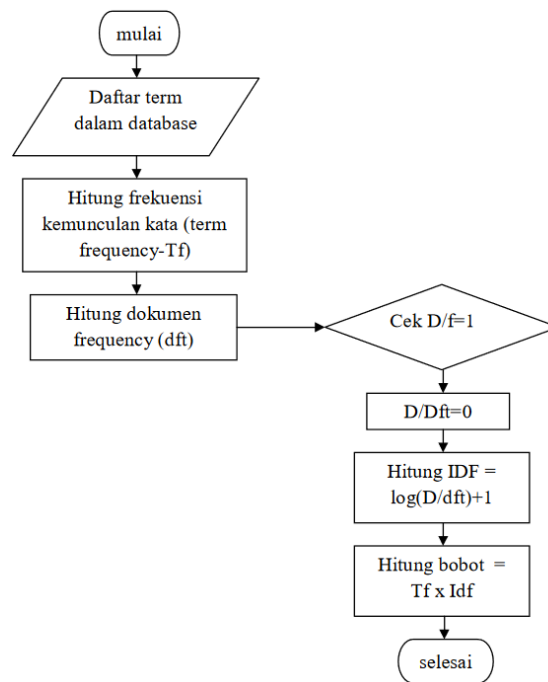 mulai
Daftar term
dalam database
Hitung frekuensi
kemunculan kata (term
frequency-Tf)
Hitung dokumen
frequency (dft)
Cek D/f=1
D/Dft=0
Hitung IDF =
log(D/dft)+1
Hitung bobot =
Tf x Idf
selesai